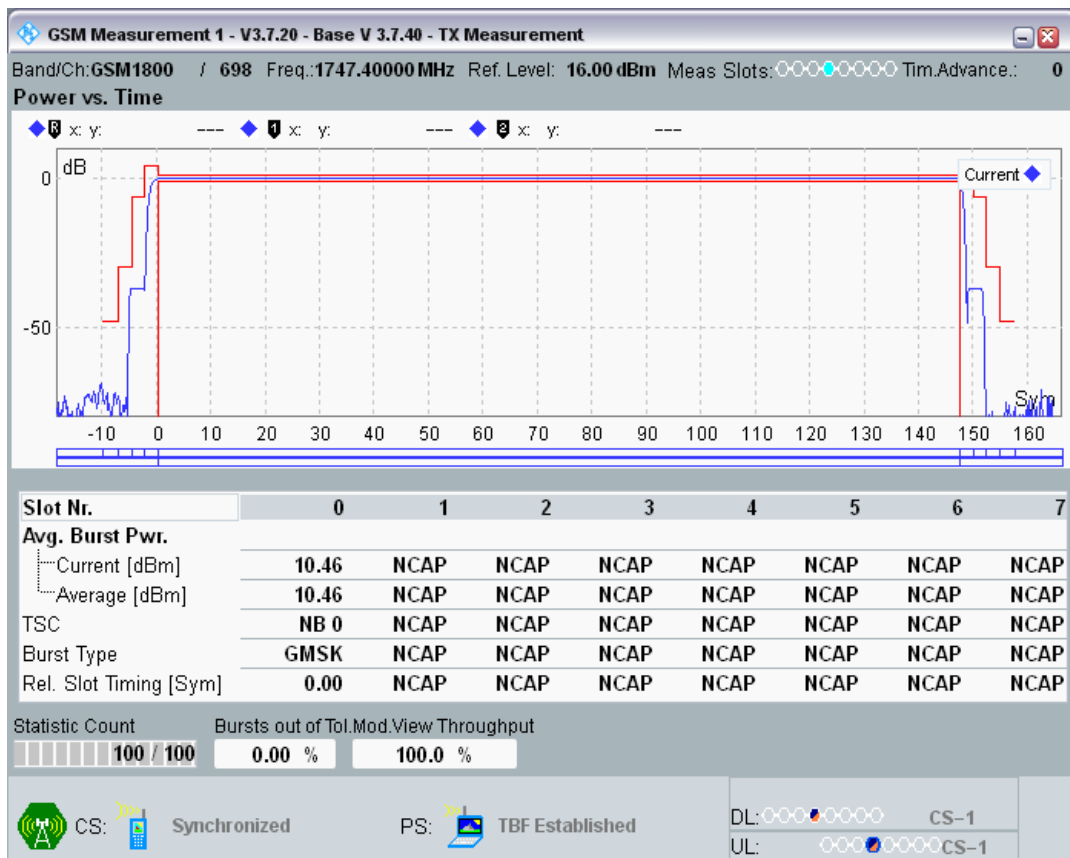 GSM Measurement 1 - V3.7.20 - Base V 3.7.40 - TX Measurement
Band/Ch:GSM1800 / 698 Freq.:1747.40000 MHz Ref. Level: 16.00 dBm Meas Slots: Tim.Advance.: 0
Power vs. Time
R x: y: --- 1 x: y: --- 2 x: y: ---
dB
0
Current
-50
Sym
-10 0 10 20 30 40 50 60 70 80 90 100 110 120 130 140 150 160
Slot Nr. 0 1 2 3 4 5 6 7
Avg. Burst Pwr.
Current [dBm] 10.46 NCAP NCAP NCAP NCAP NCAP NCAP NCAP
Average [dBm] 10.46 NCAP NCAP NCAP NCAP NCAP NCAP NCAP
TSC NB 0 NCAP NCAP NCAP NCAP NCAP NCAP NCAP
Burst Type GMSK NCAP NCAP NCAP NCAP NCAP NCAP NCAP
Rel. Slot Timing [Sym] 0.00 NCAP NCAP NCAP NCAP NCAP NCAP NCAP
Statistic Count Bursts out of Tol.Mod.View Throughput
100 / 100 0.00 % 100.0 %
CS: Synchronized PS: TBF Established
DL: CS-1
UL: CS-1